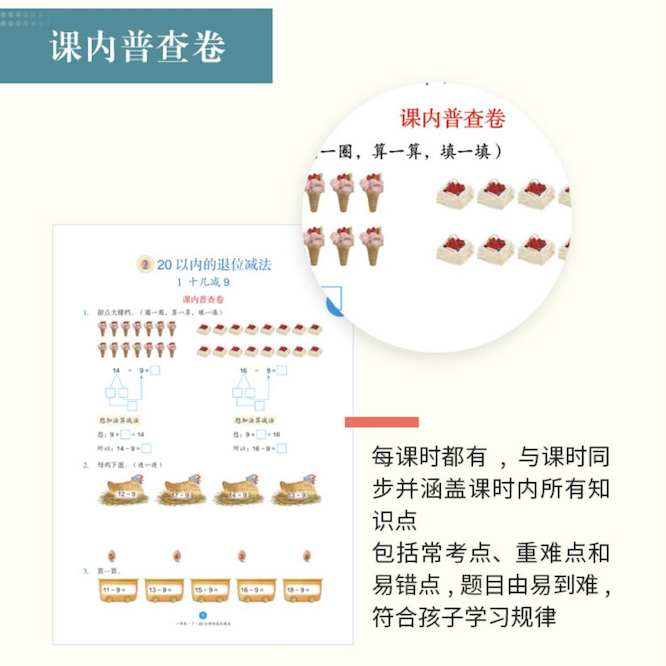 课内普查卷
课内普查卷
一圈，算一算，填一填）
2 20以内的退位减法
1 十几减9
课内普查卷
1. 甜点大排档。（圈一圈，算一算，填一填）
14 - 9 =
16 - 9 =
想加法算减法
想加法算减法
想：9+ =14
想：9+ =16
所以：14-9=
所以：16-9=
2. 母鸡下蛋。（连一连）
12-9
17-9
14-9
13-9
5
4
3
8
3. 算一算。
11-9=
13-9=
15-9=
16-9=
18-9=
每课时都有 , 与课时同
步并涵盖课时内所有知
识点
包括常考点、重难点和
易错点 , 题目由易到难 ,
符合孩子学习规律